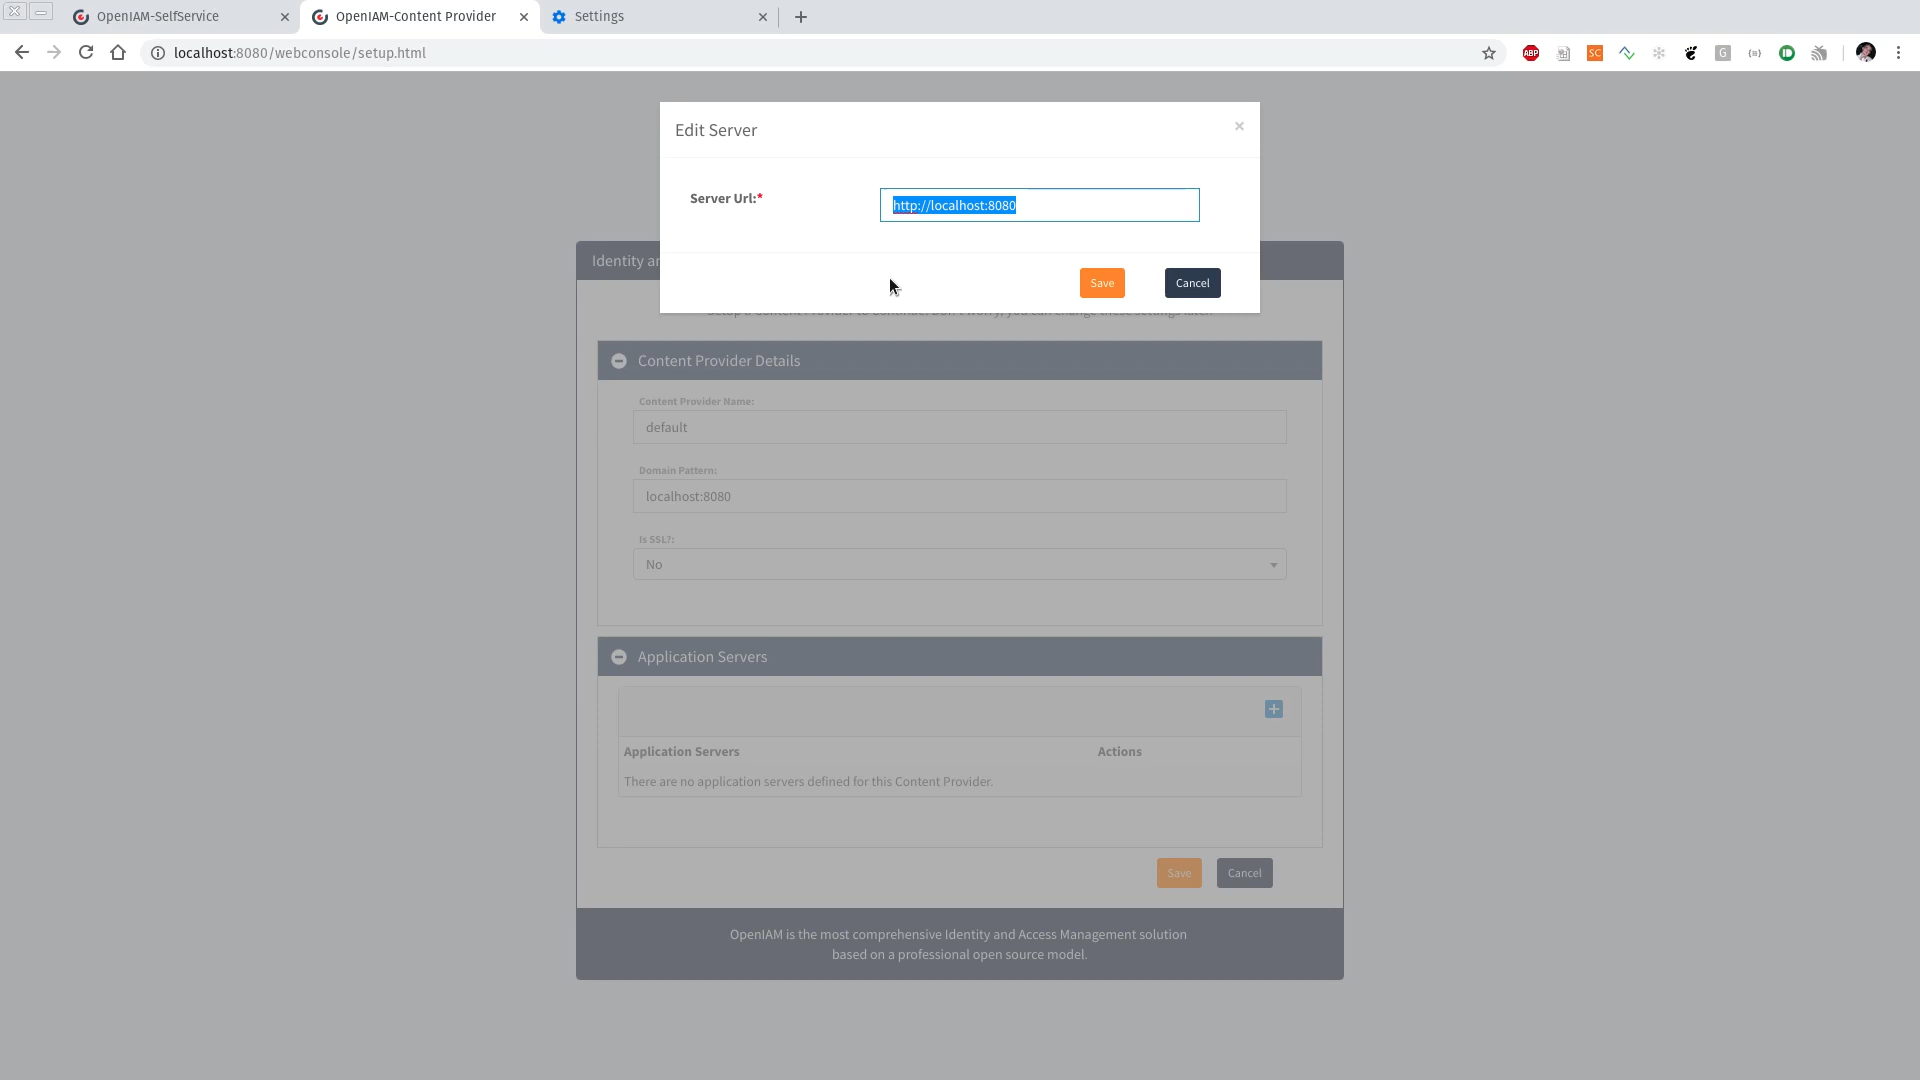 OpenIAM-SelfService
OpenIAM-Content Provider
Settings
localhost:8080/webconsole/setup.html
ABP
SC
G
Edit Server
×
Server Url:*
http://localhost:8080
Save
Cancel
Identity an
Setup a Content Provider to Continue. Don't worry, you can change these settings later.
Content Provider Details
Content Provider Name:
default
Domain Pattern:
localhost:8080
Is SSL?:
No
Application Servers
Application Servers
Actions
There are no application servers defined for this Content Provider.
Save
Cancel
OpenIAM is the most comprehensive Identity and Access Management solution
based on a professional open source model.